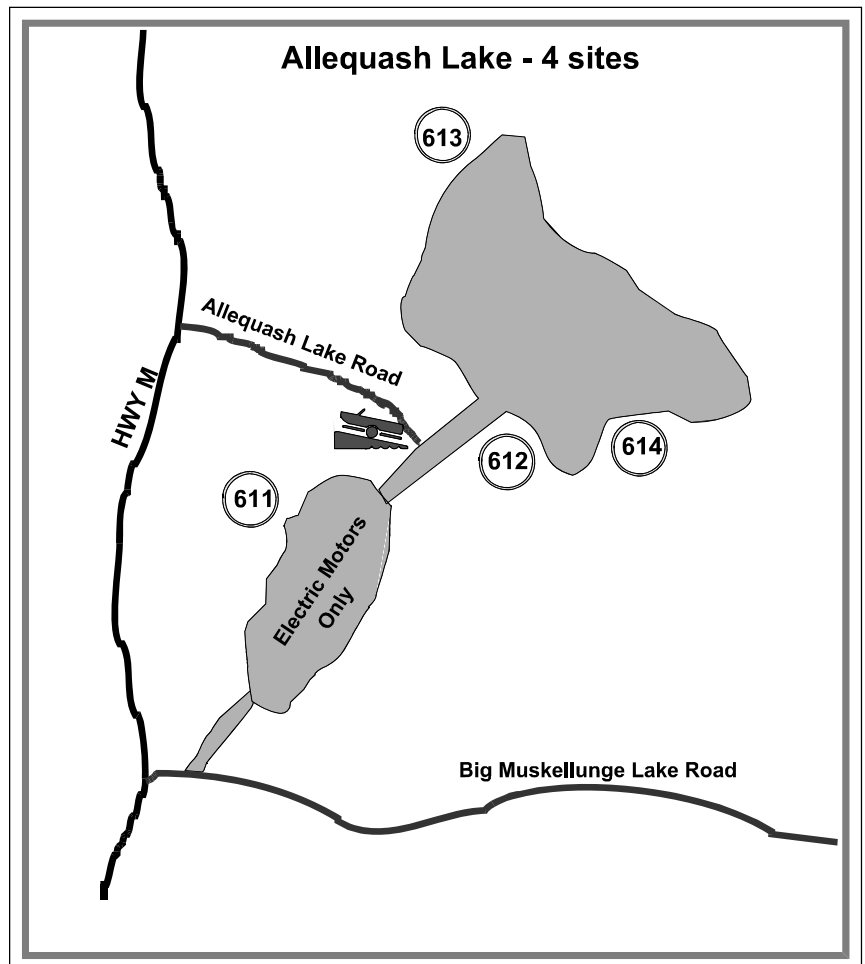 Allequash Lake - 4 sites
613
Allequash Lake Road
HWY M
612
614
611
Electric Motors
Only
Big Muskellunge Lake Road